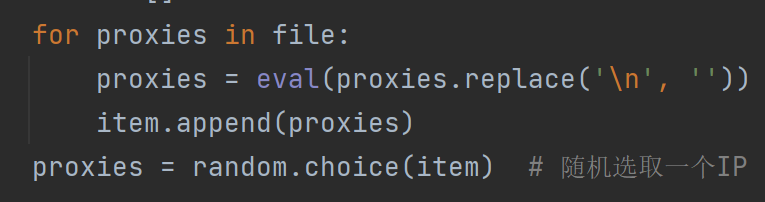 for proxies in file:
proxies = eval(proxies.replace('\n', ''))
item.append(proxies)
proxies = random.choice(item)  # 随机选取一个IP